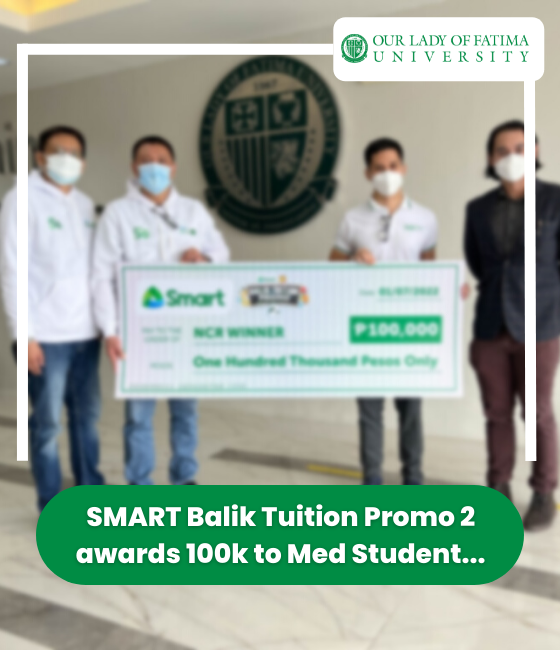 OUR LADY OF FATIMA
UNIVERSITY
Smart
NCR WINNER
₱100,000
One Hundred Thousand Pesos Only
SMART Balik Tuition Promo 2
awards 100k to Med Student...